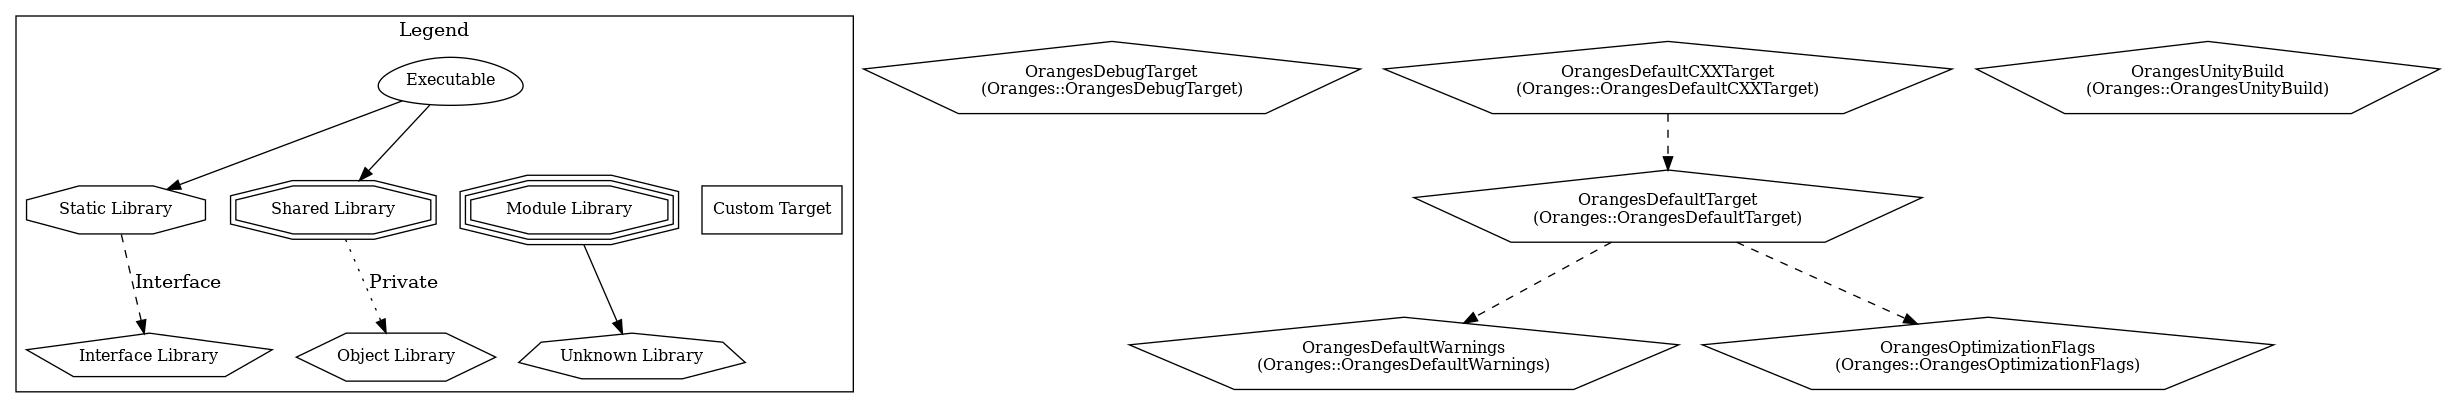 Legend
Executable
Static Library
Shared Library
Module Library
Custom Target
Interface
Private
Interface Library
Object Library
Unknown Library
OrangesDebugTarget
(Oranges::OrangesDebugTarget)
OrangesDefaultCXXTarget
(Oranges::OrangesDefaultCXXTarget)
OrangesUnityBuild
(Oranges::OrangesUnityBuild)
OrangesDefaultTarget
(Oranges::OrangesDefaultTarget)
OrangesDefaultWarnings
(Oranges::OrangesDefaultWarnings)
OrangesOptimizationFlags
(Oranges::OrangesOptimizationFlags)